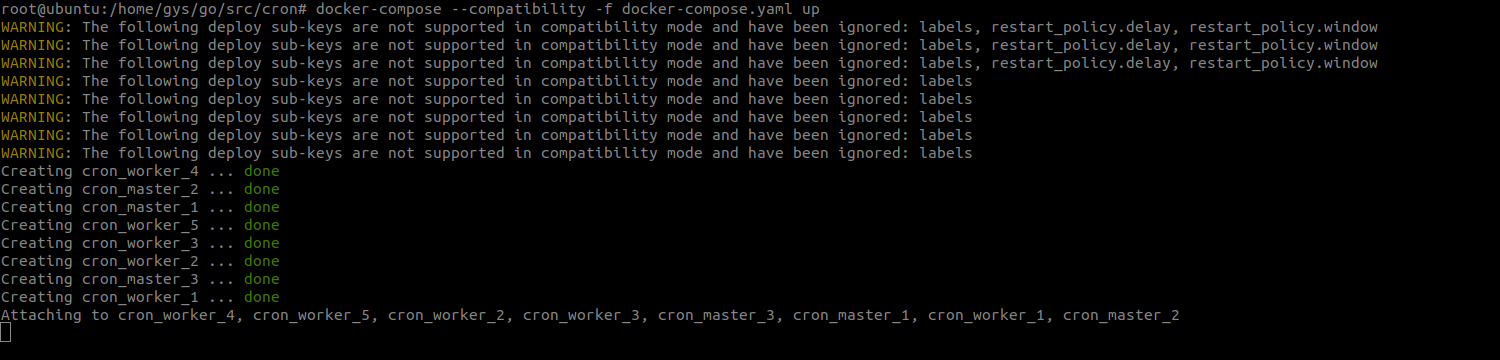 root@ubuntu:/home/gys/go/src/cron# docker-compose --compatibility -f docker-compose.yaml up
WARNING: The following deploy sub-keys are not supported in compatibility mode and have been ignored: labels, restart_policy.delay, restart_policy.window
WARNING: The following deploy sub-keys are not supported in compatibility mode and have been ignored: labels, restart_policy.delay, restart_policy.window
WARNING: The following deploy sub-keys are not supported in compatibility mode and have been ignored: labels, restart_policy.delay, restart_policy.window
WARNING: The following deploy sub-keys are not supported in compatibility mode and have been ignored: labels
WARNING: The following deploy sub-keys are not supported in compatibility mode and have been ignored: labels
WARNING: The following deploy sub-keys are not supported in compatibility mode and have been ignored: labels
WARNING: The following deploy sub-keys are not supported in compatibility mode and have been ignored: labels
WARNING: The following deploy sub-keys are not supported in compatibility mode and have been ignored: labels
Creating cron_worker_4 ... done
Creating cron_master_2 ... done
Creating cron_master_1 ... done
Creating cron_worker_5 ... done
Creating cron_worker_3 ... done
Creating cron_worker_2 ... done
Creating cron_master_3 ... done
Creating cron_worker_1 ... done
Attaching to cron_worker_4, cron_worker_5, cron_worker_2, cron_worker_3, cron_master_3, cron_master_1, cron_worker_1, cron_master_2